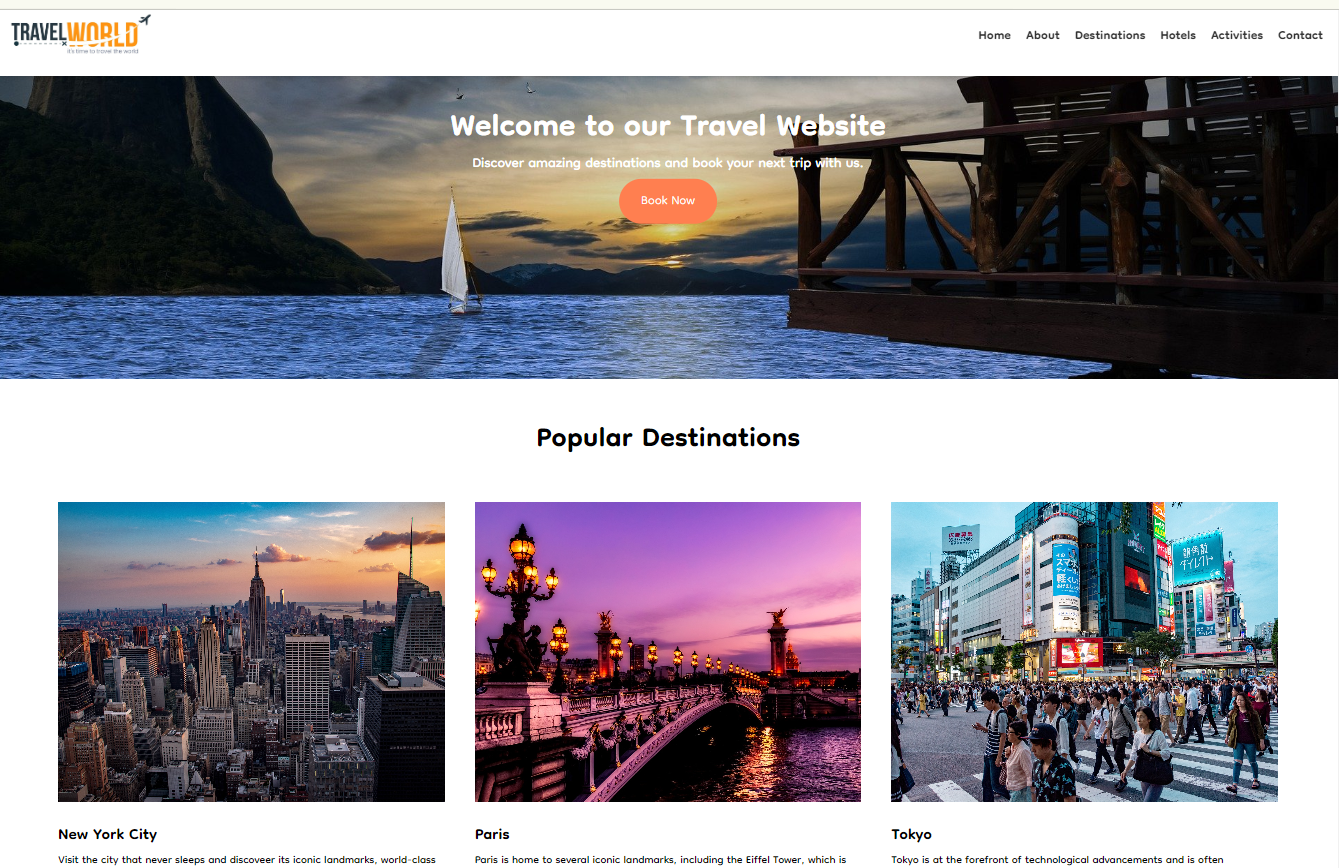 TRAVELWORLD
it's time to travel the world
Home About Destinations Hotels Activities Contact
Welcome to our Travel Website
Discover amazing destinations and book your next trip with us.
Book Now
Popular Destinations
New York City
Paris
Tokyo
Visit the city that never sleeps and discoveer its iconic landmarks, world-class
Paris is home to several iconic landmarks, including the Eiffel Tower, which is
Tokyo is at the forefront of technological advancements and is often